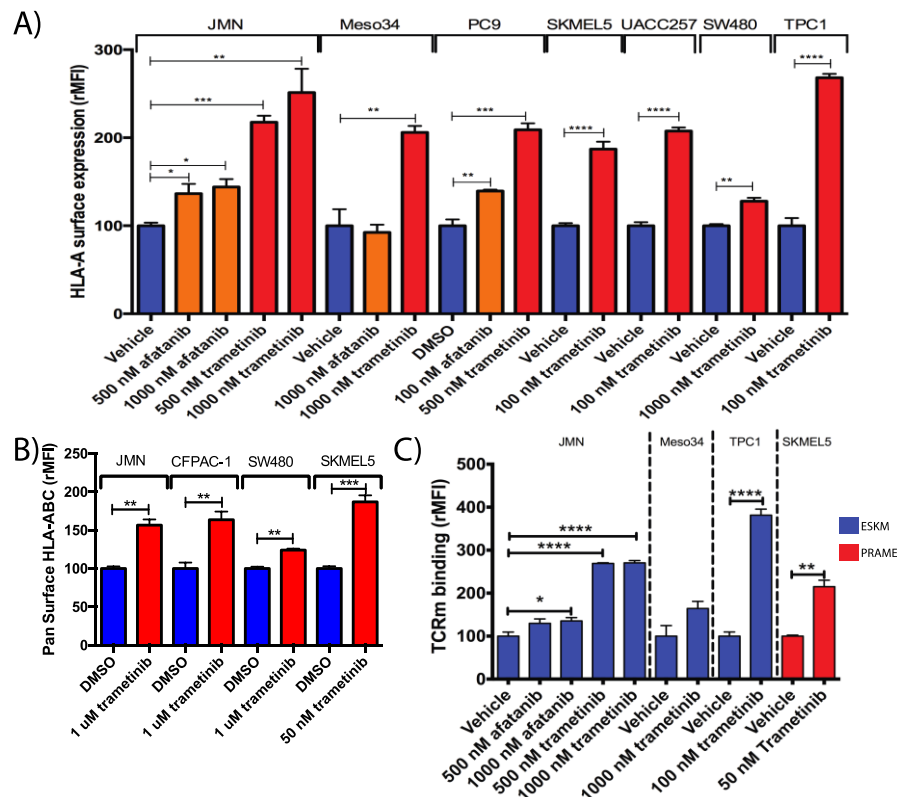 A)
JMN Meso34 PC9 SKMEL5 UACC257 SW480 TPC1
HLA-A surface expression (rMFI)
300
200
100
0
* * *** ** ** ** *** **** **** ** ****
Vehicle
500 nM afatanib
1000 nM afatanib
500 nM trametinib
1000 nM trametinib
Vehicle
1000 nM afatanib
1000 nM trametinib
DMSO
100 nM afatanib
500 nM trametinib
Vehicle
100 nM trametinib
Vehicle
100 nM trametinib
Vehicle
1000 nM trametinib
Vehicle
100 nM trametinib
B)
JMN CFPAC-1 SW480 SKMEL5
Pan Surface HLA-ABC (rMFI)
250
200
150
100
50
0
** ** ** ***
DMSO
1 uM trametinib
DMSO
1 uM trametinib
DMSO
1 uM trametinib
DMSO
50 nM trametinib
C)
JMN Meso34 TPC1 SKMEL5
TCRm binding (rMFI)
500
400
300
200
100
0
* **** **** **** **
Vehicle
500 nM afatanib
1000 nM afatanib
500 nM trametinib
1000 nM trametinib
Vehicle
1000 nM trametinib
Vehicle
100 nM trametinib
Vehicle
50 nM Trametinib
ESKM
PRAME